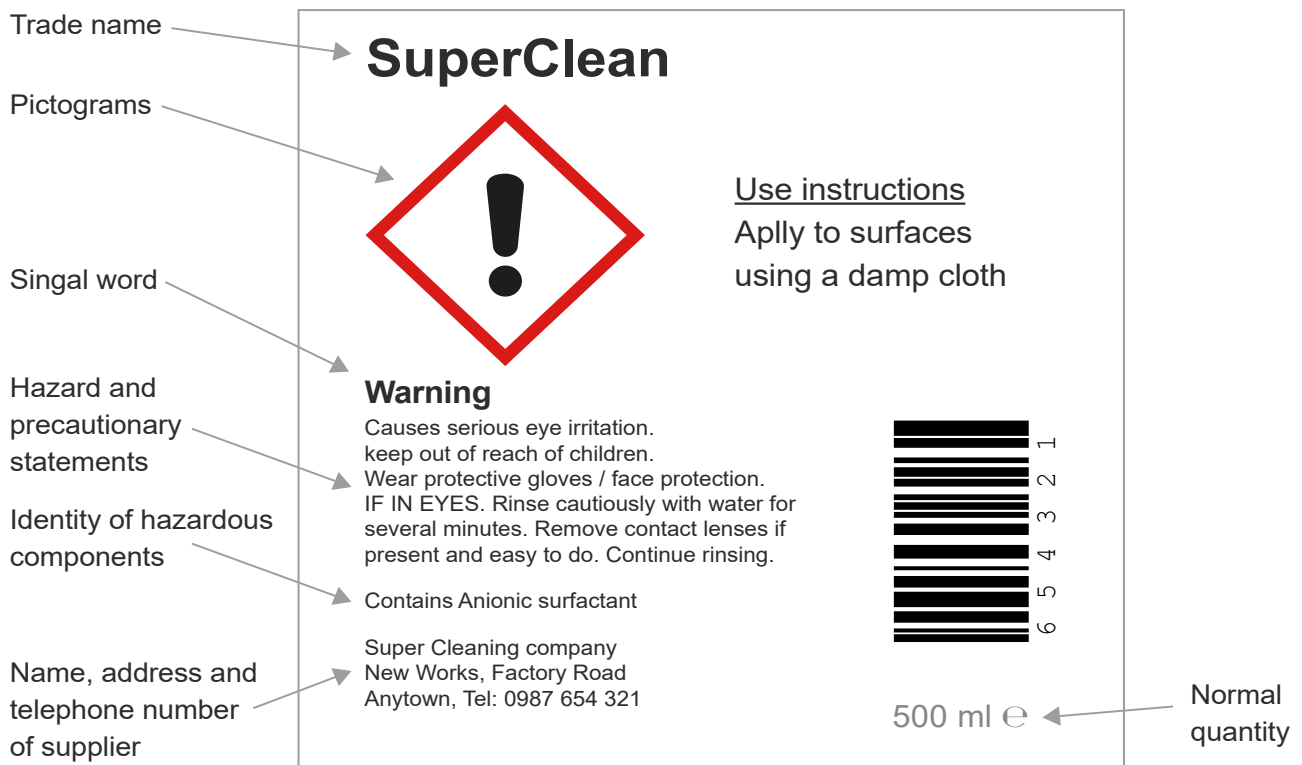 Trade name
SuperClean
Pictograms
Use instructions
Aplly to surfaces
using a damp cloth
Singal word
Warning
Hazard and
precautionary
statements
Causes serious eye irritation.
keep out of reach of children.
Wear protective gloves / face protection.
IF IN EYES. Rinse cautiously with water for
several minutes. Remove contact lenses if
present and easy to do. Continue rinsing.
Identity of hazardous
components
Contains Anionic surfactant
Name, address and
telephone number
of supplier
Super Cleaning company
New Works, Factory Road
Anytown, Tel: 0987 654 321
6 5 4 3 2 1
500 ml ℮
Normal
quantity